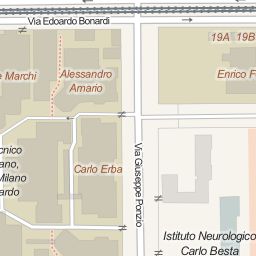 Via Edoardo Bonardi
19A 19B
Alessandro
Amario
e Marchi
Enrico F
cnico
ano,
Milano
ardo
Carlo Erba
Via Giuseppe Ponzio
Istituto Neurologico
Carlo Besta